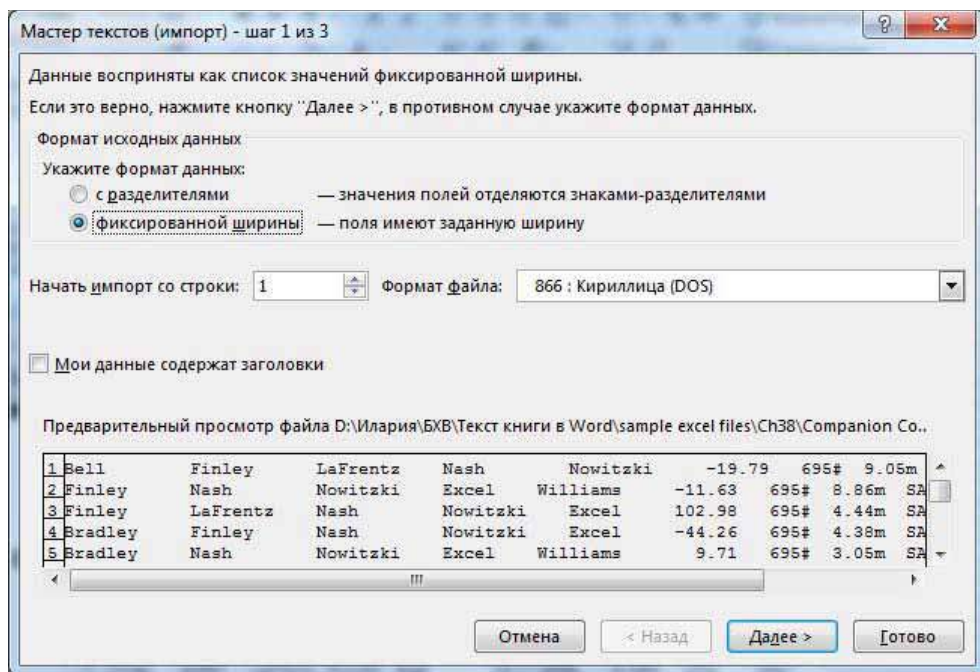 Мастер текстов (импорт) - шаг 1 из 3
Данные восприняты как список значений фиксированной ширины.
Если это верно, нажмите кнопку "Далее >", в противном случае укажите формат данных.
Формат исходных данных
Укажите формат данных:
с разделителями — значения полей отделяются знаками-разделителями
фиксированной ширины — поля имеют заданную ширину
Начать импорт со строки: 1 Формат файла: 866 : Кириллица (DOS)
Мои данные содержат заголовки
Предварительный просмотр файла D:\Илария\БХВ\Текст книги в Word\sample excel files\Ch38\Companion Co..
1 Bell Finley LaFrentz Nash Nowitzki -19.79 695# 9.05m
2 Finley Nash Nowitzki Excel Williams -11.63 695# 8.86m SA
3 Finley LaFrentz Nash Nowitzki Excel 102.98 695# 4.44m SA
4 Bradley Finley Nash Nowitzki Excel -44.26 695# 4.38m SA
5 Bradley Nash Nowitzki Excel Williams 9.71 695# 3.05m SA
Отмена < Назад Далее > Готово